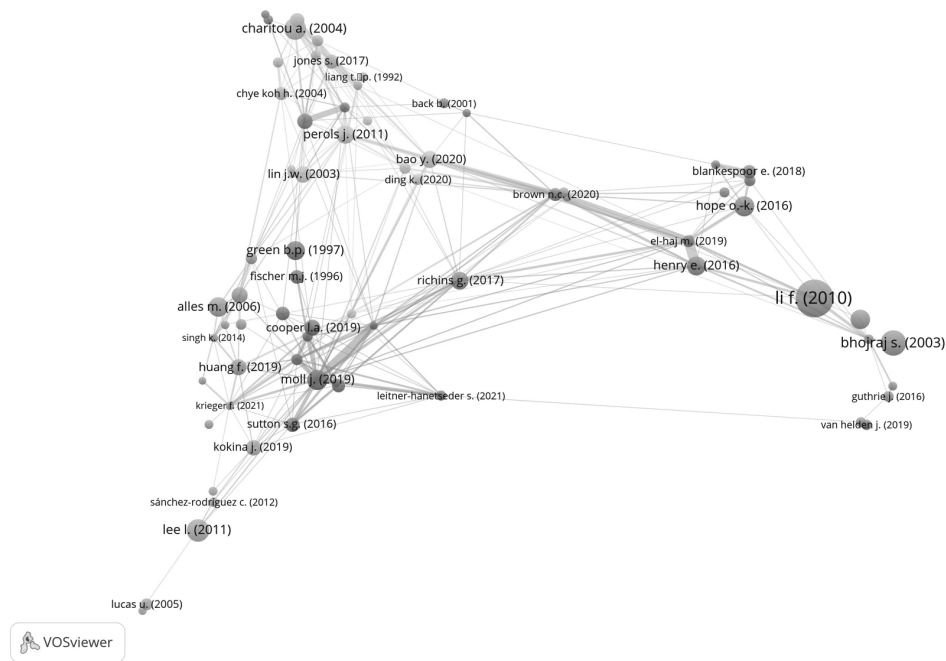 charitou a. (2004)
jones s. (2017)
liang t.▯p. (1992)
chye koh h. (2004)
back b. (2001)
perols j. (2011)
bao y. (2020)
lin j.w. (2003)
ding k. (2020)
blankespoor e. (2018)
brown n.c. (2020)
hope o.-k. (2016)
green b.p. (1997)
el-haj m. (2019)
fischer m.j. (1996)
henry e. (2016)
richins g. (2017)
li f. (2010)
alles m. (2006)
cooper l.a. (2019)
singh k. (2014)
bhojraj s. (2003)
huang f. (2019)
moll j. (2019)
leitner-hanetseder s. (2021)
guthrie j. (2016)
krieger f. (2021)
sutton s.g. (2016)
van helden j. (2019)
kokina j. (2019)
sánchez-rodríguez c. (2012)
lee l. (2011)
lucas u. (2005)
VOSviewer